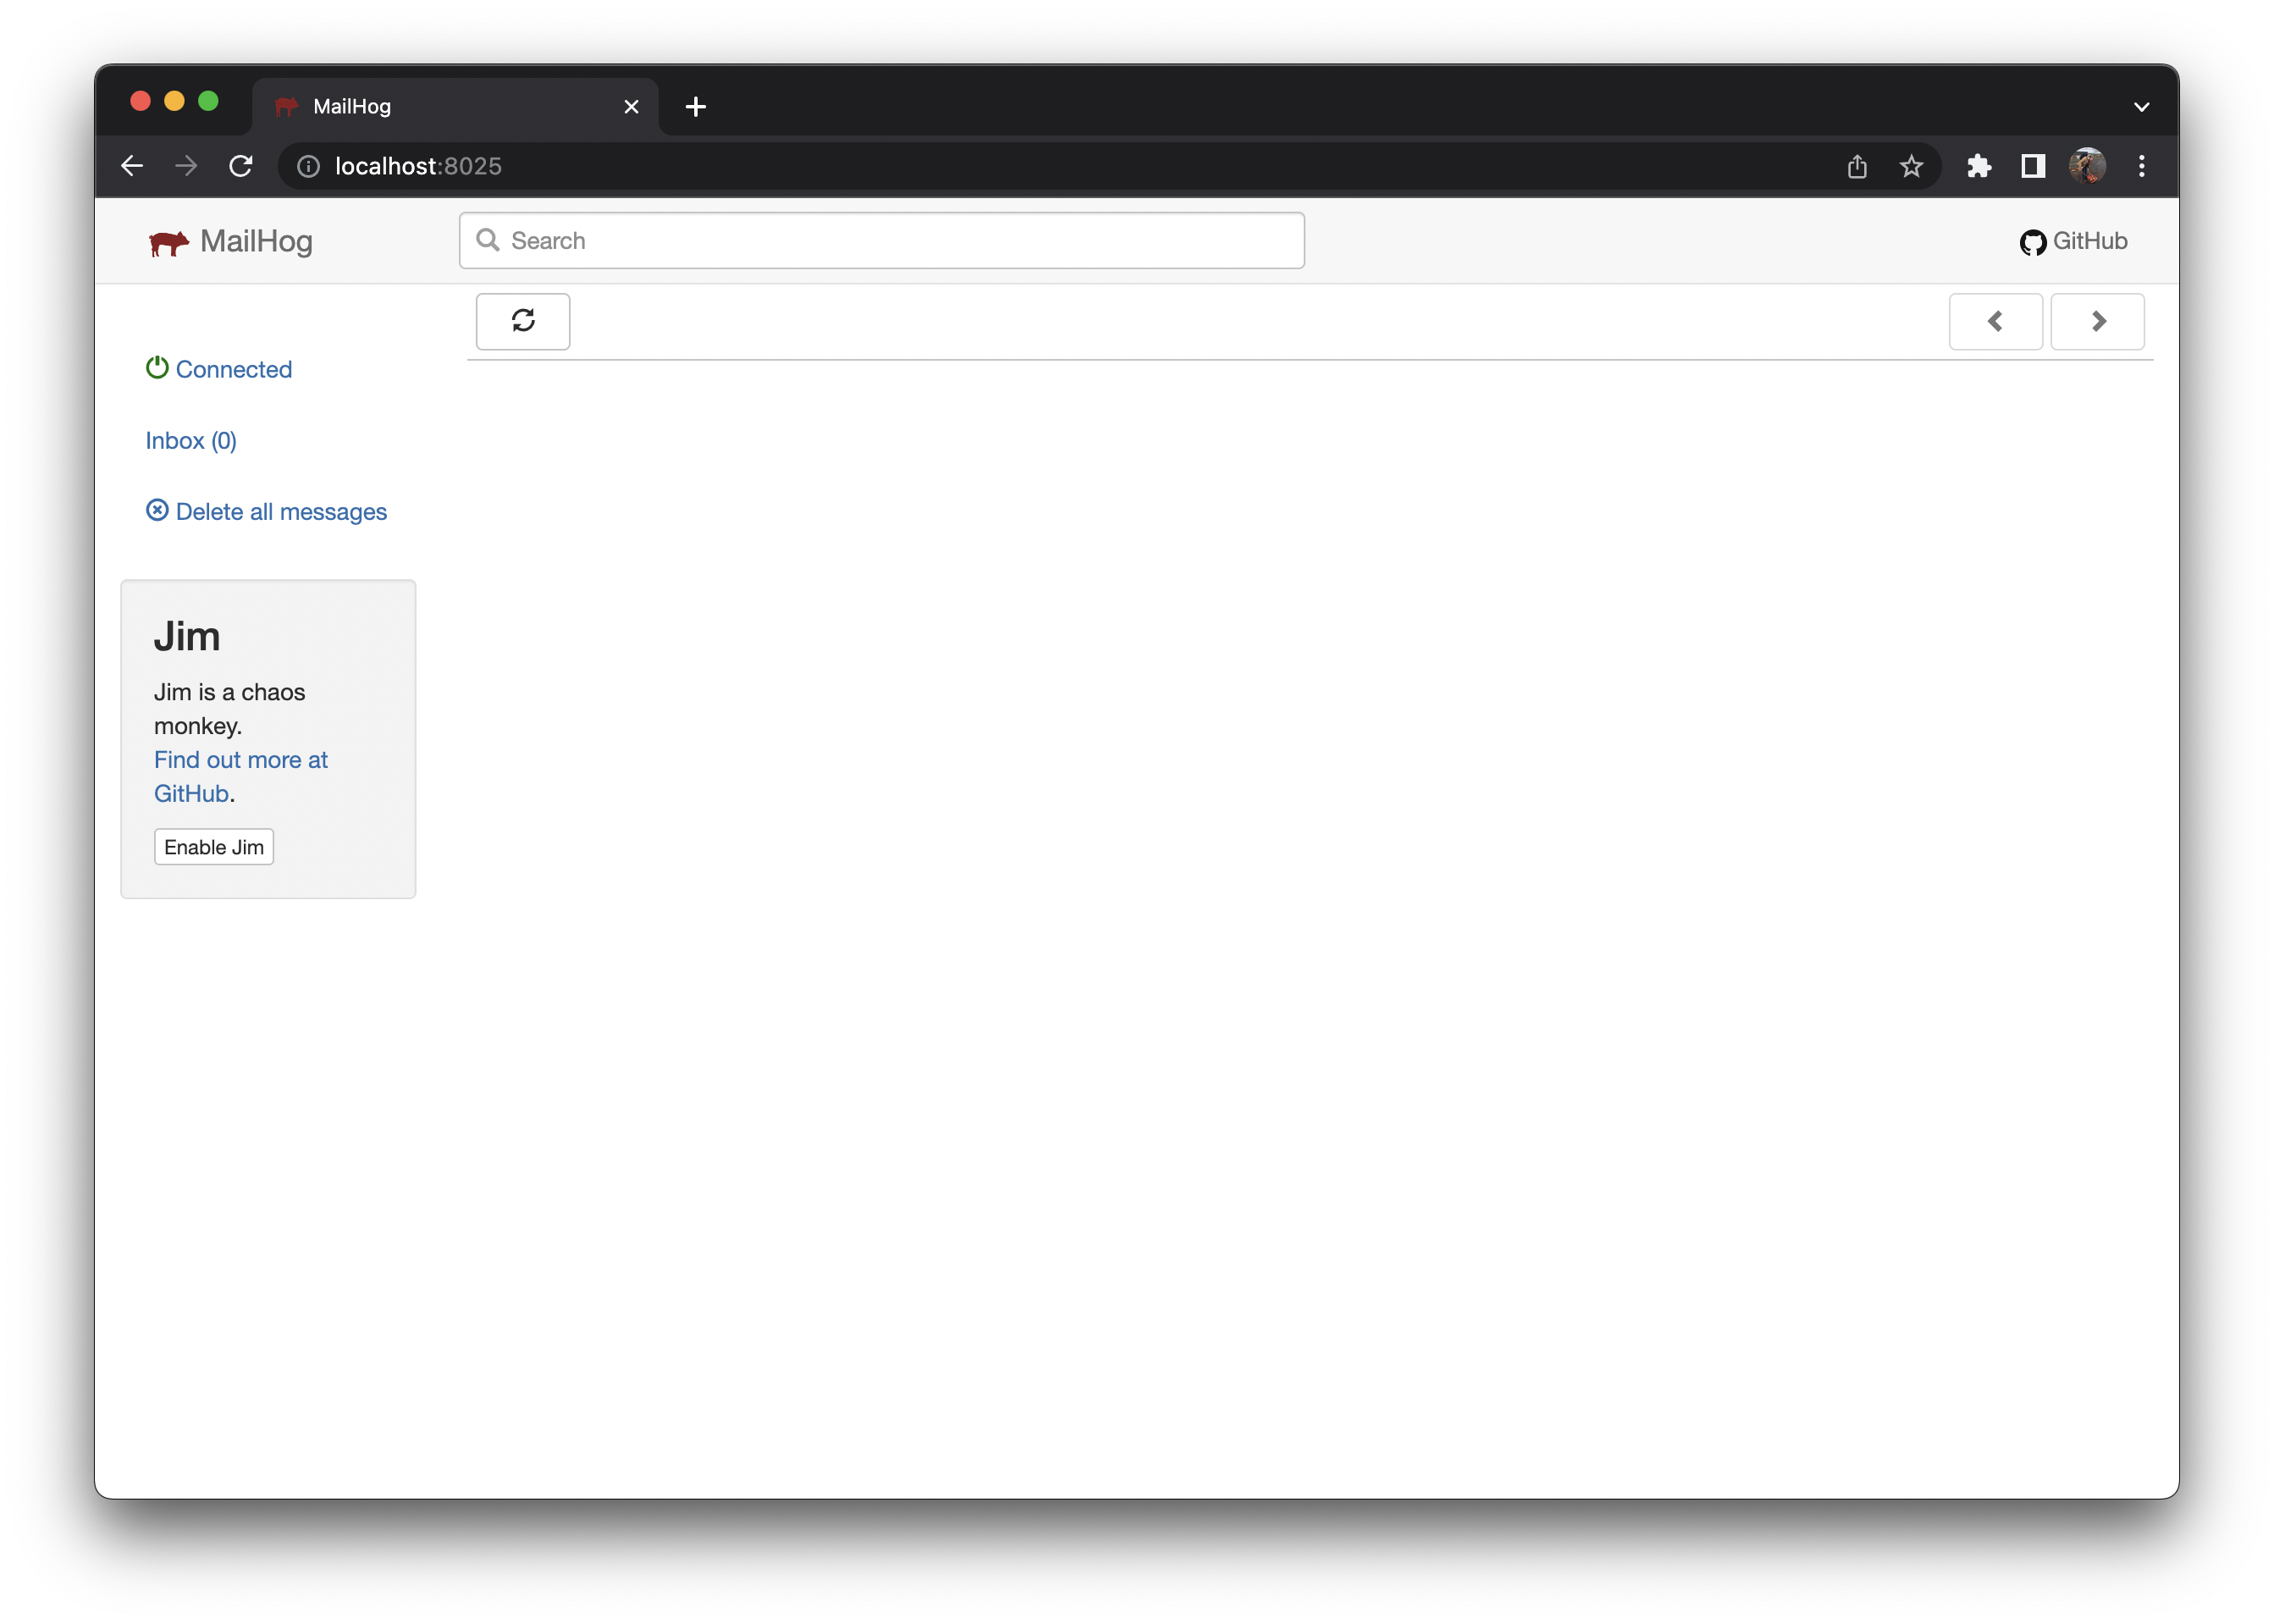 MailHog
localhost:8025
MailHog
Search
GitHub
Connected
Inbox (0)
Delete all messages
Jim
Jim is a chaos
monkey.
Find out more at
GitHub.
Enable Jim